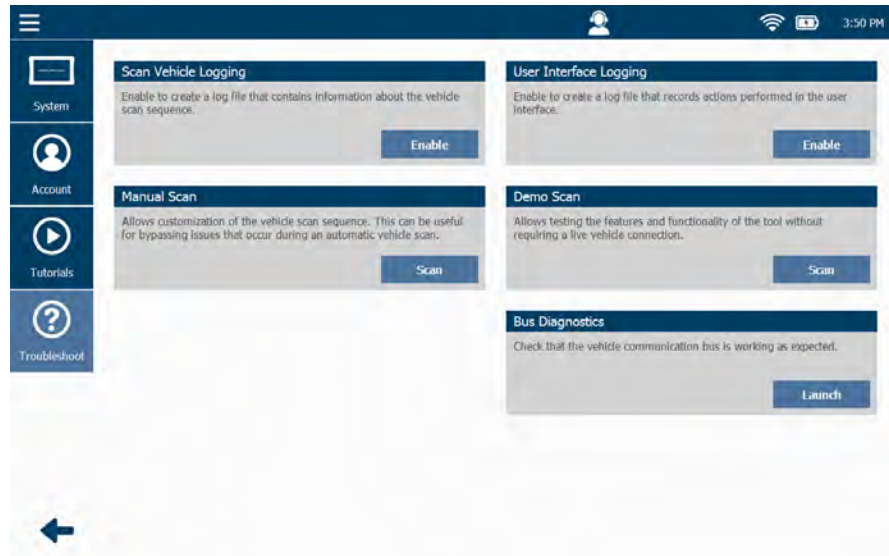 3:50 PM
System
Account
Tutorials
Troubleshoot
Scan Vehicle Logging
Enable to create a log file that contains information about the vehicle
scan sequence.
Enable
User Interface Logging
Enable to create a log file that records actions performed in the user
interface.
Enable
Manual Scan
Allows customization of the vehicle scan sequence. This can be useful
for bypassing issues that occur during an automatic vehicle scan.
Scan
Demo Scan
Allows testing the features and functionality of the tool without
requiring a live vehicle connection.
Scan
Bus Diagnostics
Check that the vehicle communication bus is working as expected.
Launch